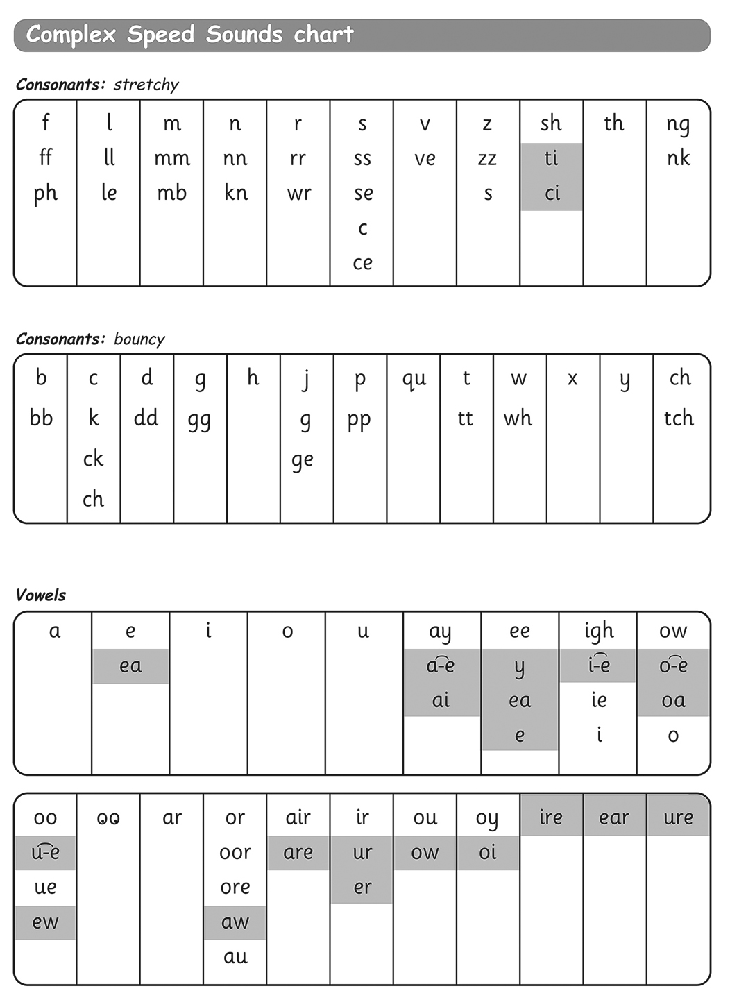 Complex Speed Sounds chart
Consonants: stretchy
f l m n r s v z sh th ng
ff ll mm nn rr ss ve zz ti nk
ph le mb kn wr se s ci
c
ce
Consonants: bouncy
b c d g h j p qu t w x y ch
bb k dd gg g pp tt wh tch
ck ge
ch
Vowels
a e i o u ay ee igh ow
ea a-e y i-e o-e
ai ea ie oa
e i o
oo oo ar or air ir ou oy ire ear ure
u-e oor are ur ow oi
ue ore er
ew aw
au